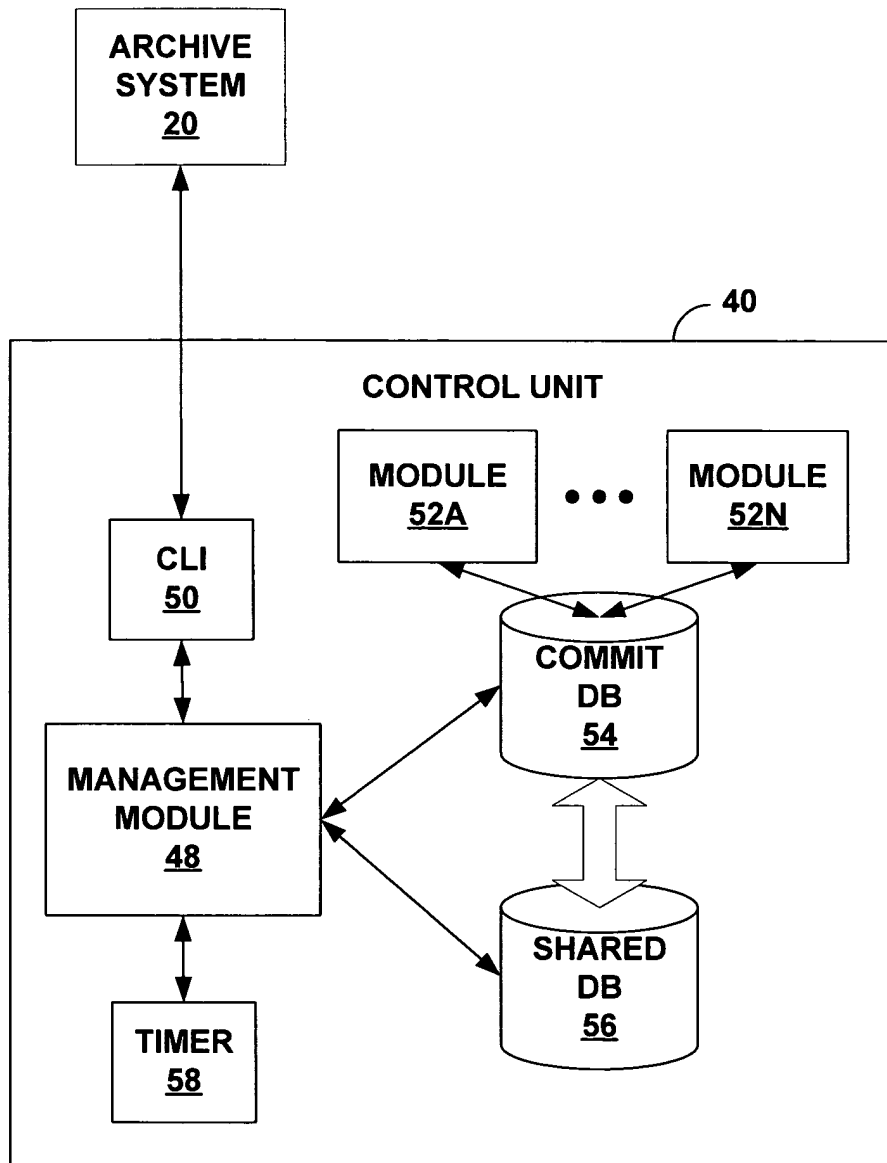 ARCHIVE
SYSTEM
20
40
CONTROL UNIT
MODULE
52A
MODULE
52N
CLI
50
COMMIT
DB
54
MANAGEMENT
MODULE
48
SHARED
DB
56
TIMER
58